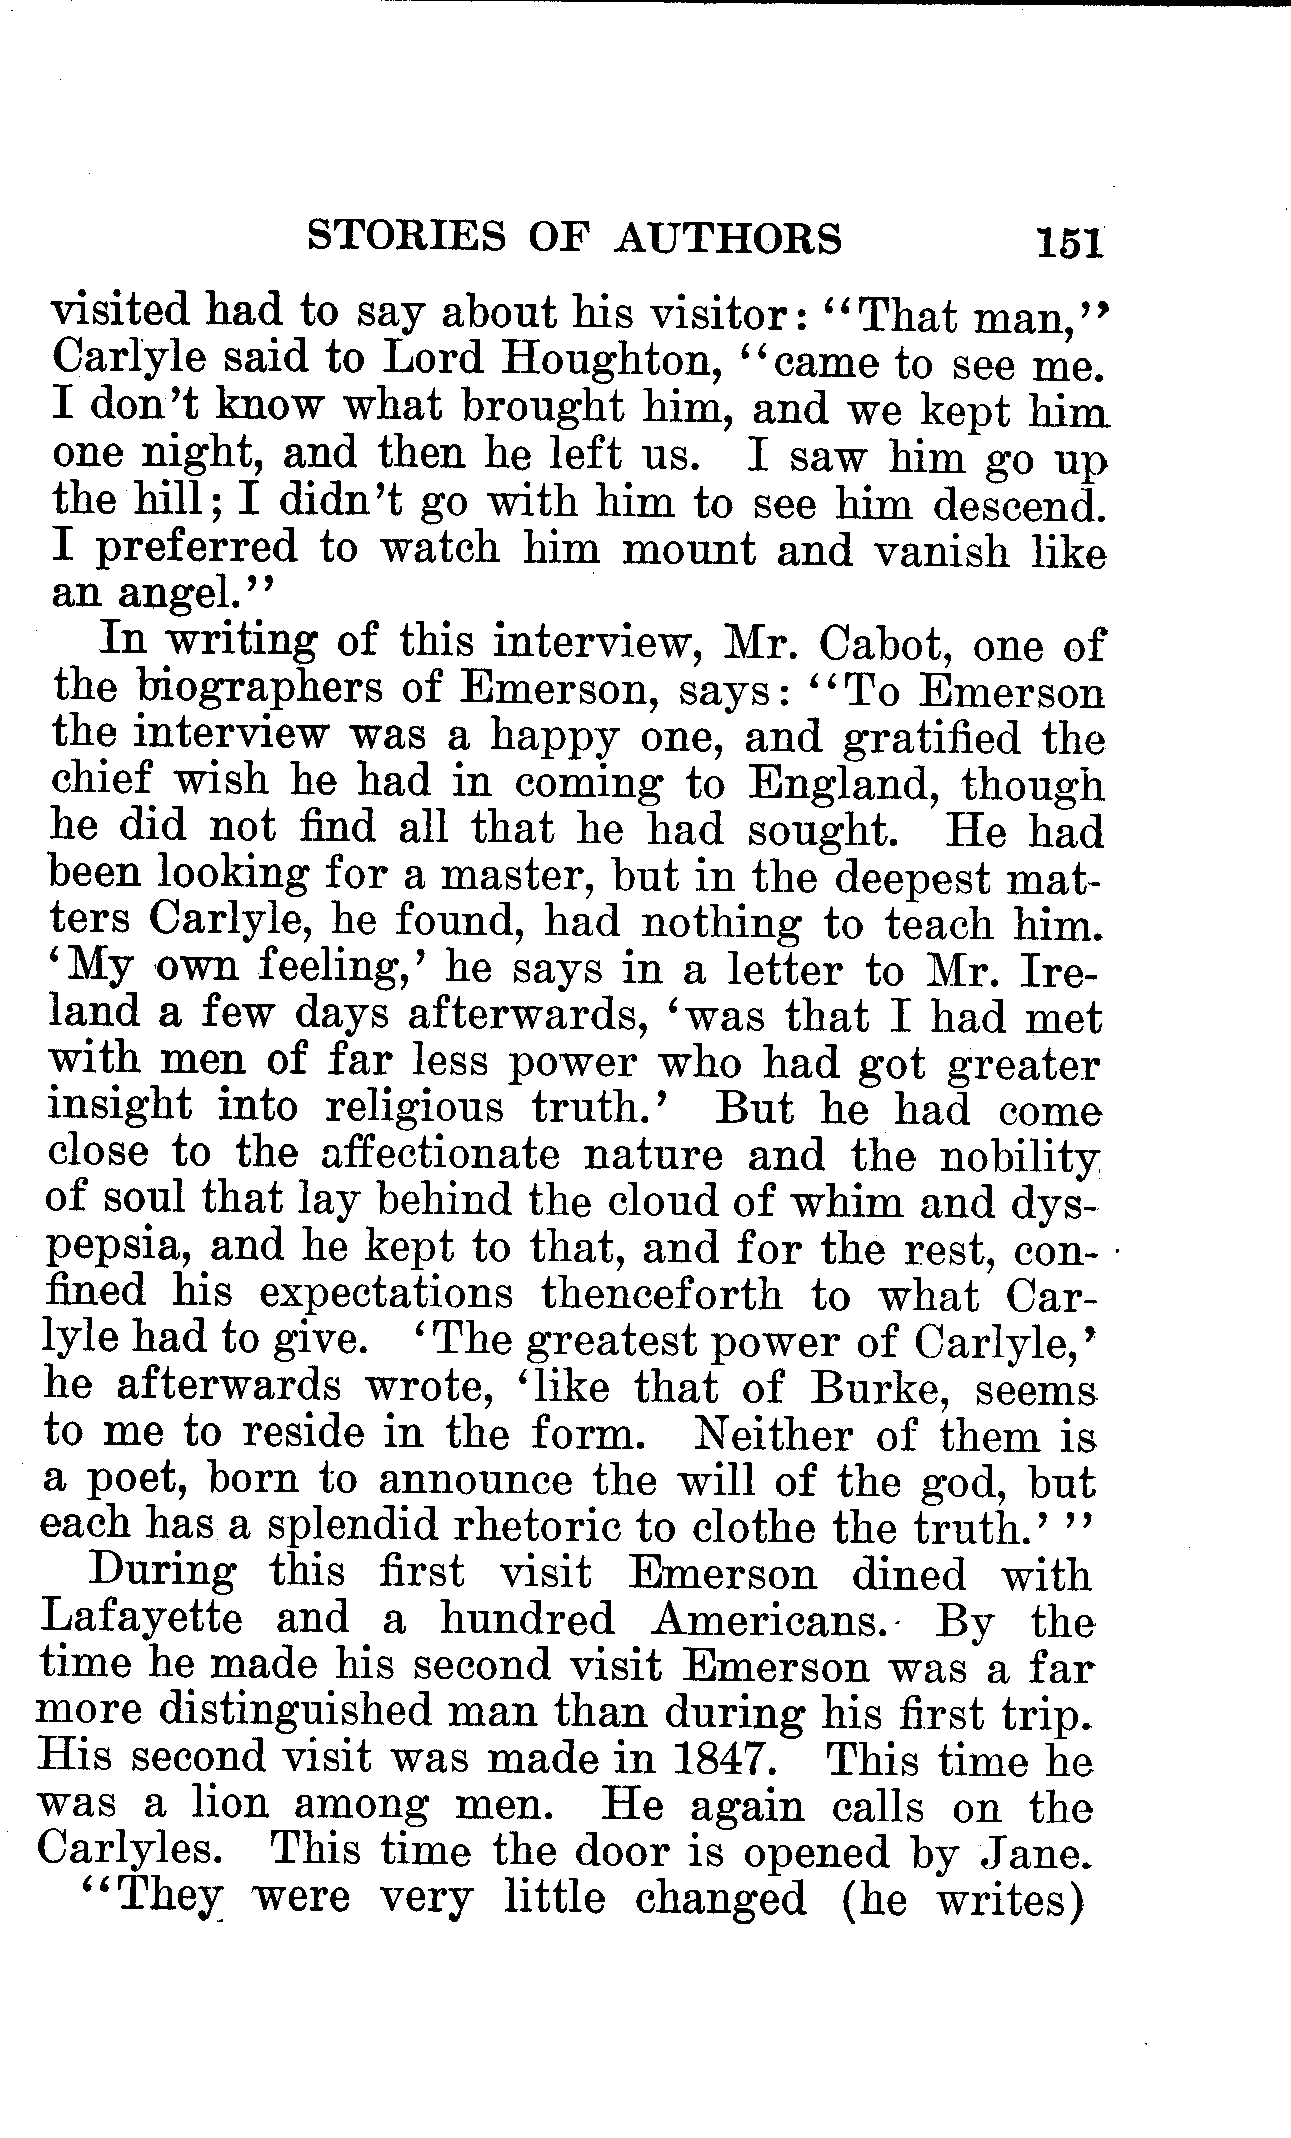 STORIES OF AUTHORS 151
visited had to say about his visitor: "That man,"
Carlyle said to Lord Houghton, "came to see me.
I don't know what brought him, and we kept him
one night, and then he left us. I saw him go up
the hill; I didn't go with him to see him descend.
I preferred to watch him mount and vanish like
an angel."
In writing of this interview, Mr. Cabot, one of
the biographers of Emerson, says: "To Emerson
the interview was a happy one, and gratified the
chief wish he had in coming to England, though
he did not find all that he had sought. He had
been looking for a master, but in the deepest mat-
ters Carlyle, he found, had nothing to teach him.
'My own feeling,' he says in a letter to Mr. Ire-
land a few days afterwards, 'was that I had met
with men of far less power who had got greater
insight into religious truth.' But he had come
close to the affectionate nature and the nobility
of soul that lay behind the cloud of whim and dys-
pepsia, and he kept to that, and for the rest, con-
fined his expectations thenceforth to what Car-
lyle had to give. 'The greatest power of Carlyle,'
he afterwards wrote, 'like that of Burke, seems
to me to reside in the form. Neither of them is
a poet, born to announce the will of the god, but
each has a splendid rhetoric to clothe the truth.' "
During this first visit Emerson dined with
Lafayette and a hundred Americans. By the
time he made his second visit Emerson was a far
more distinguished man than during his first trip.
His second visit was made in 1847. This time he
was a lion among men. He again calls on the
Carlyles. This time the door is opened by Jane.
"They were very little changed (he writes)